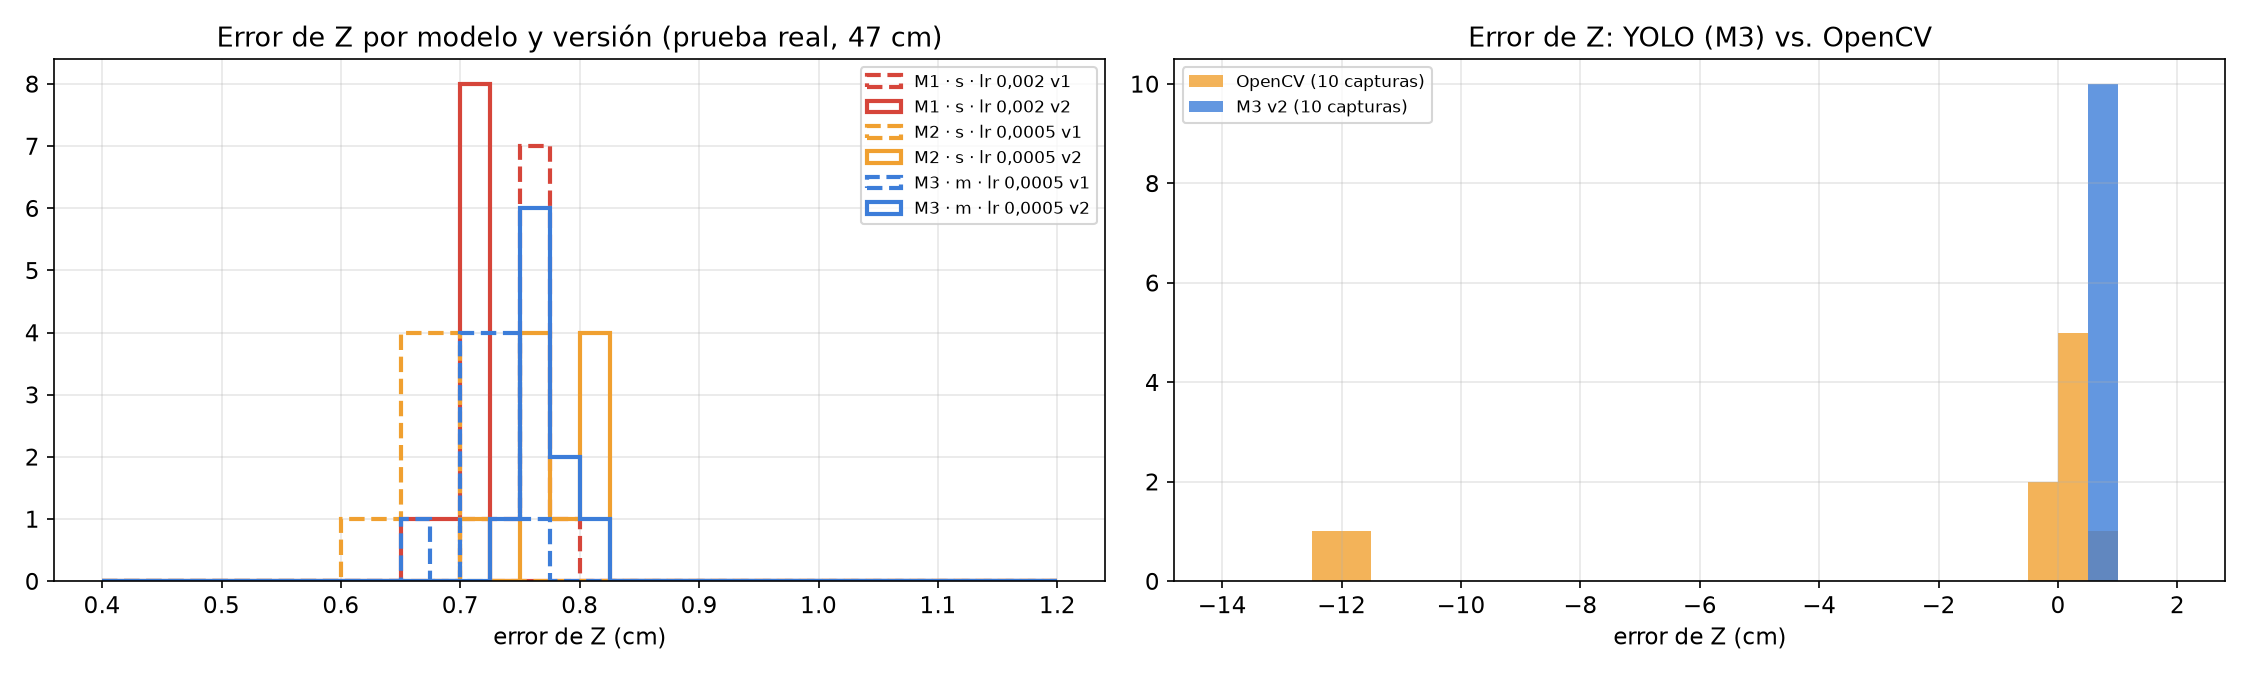 Error de Z por modelo y versión (prueba real, 47 cm)
M1 · s · lr 0,002 v1
M1 · s · lr 0,002 v2
M2 · s · lr 0,0005 v1
M2 · s · lr 0,0005 v2
M3 · m · lr 0,0005 v1
M3 · m · lr 0,0005 v2
8
7
6
5
4
3
2
1
0
0.4 0.5 0.6 0.7 0.8 0.9 1.0 1.1 1.2
error de Z (cm)
Error de Z: YOLO (M3) vs. OpenCV
OpenCV (10 capturas)
M3 v2 (10 capturas)
10
8
6
4
2
0
−14 −12 −10 −8 −6 −4 −2 0 2
error de Z (cm)